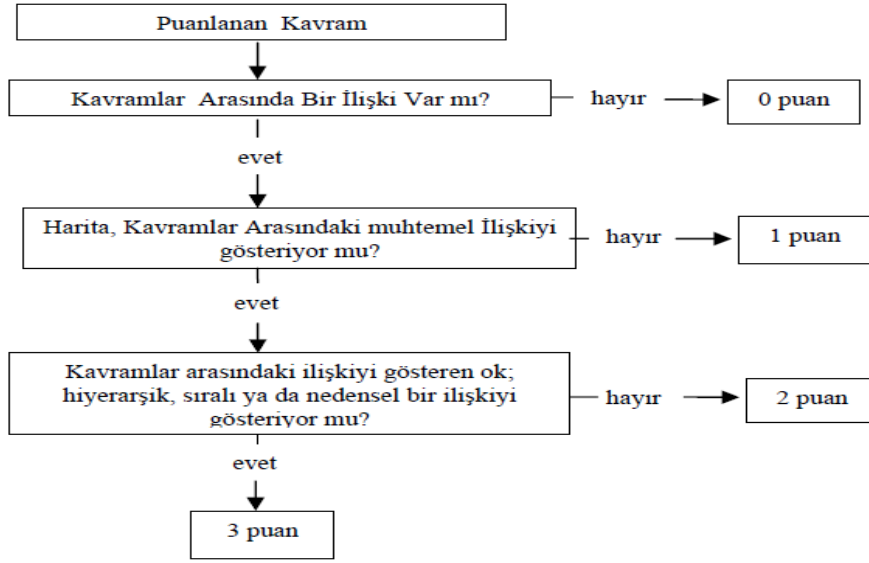 Puanlanan Kavram
Kavramlar Arasında Bir İlişki Var mı?
hayır
0 puan
evet
Harita, Kavramlar Arasındaki muhtemel İlişkiyi
gösteriyor mu?
hayır
1 puan
evet
Kavramlar arasındaki ilişkiyi gösteren ok;
hiyerarşik, sıralı ya da nedensel bir ilişkiyi
gösteriyor mu?
hayır
2 puan
evet
3 puan